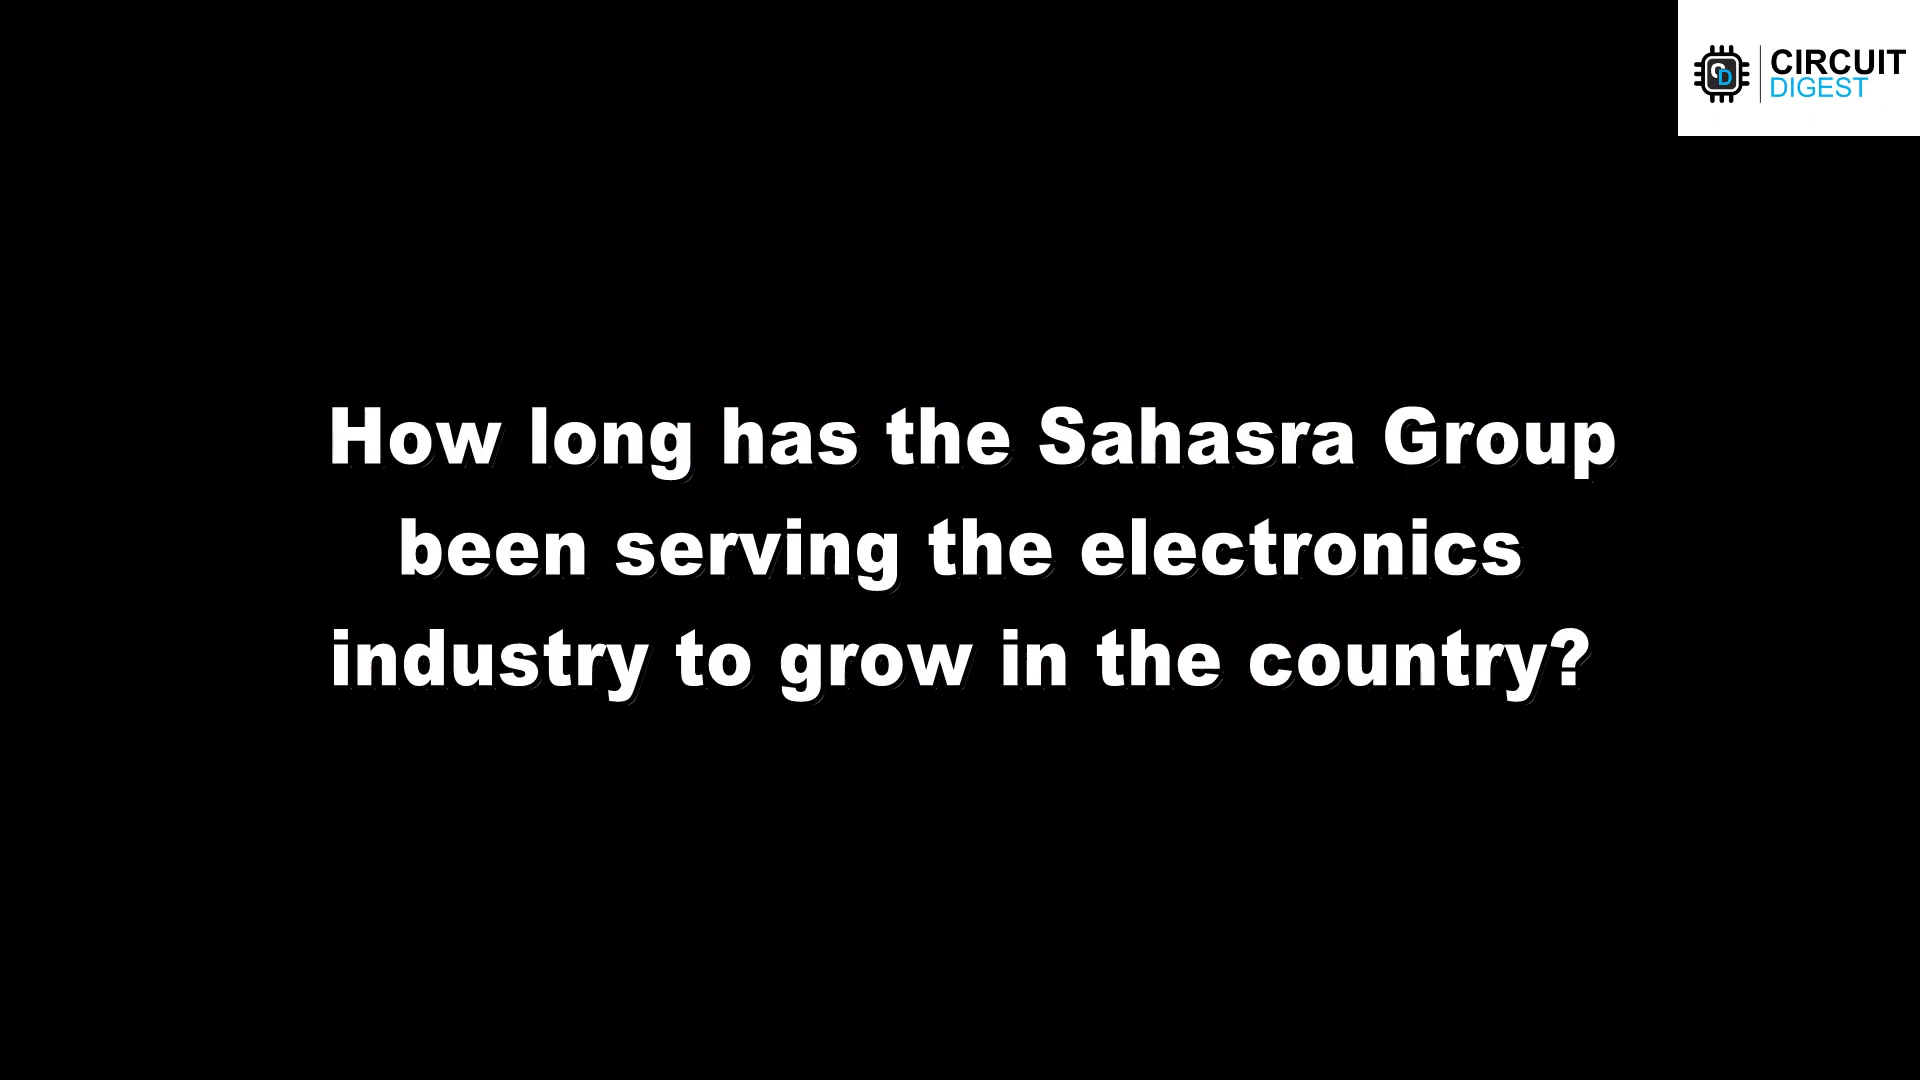 CIRCUIT
DIGEST
How long has the Sahasra Group
been serving the electronics
industry to grow in the country?